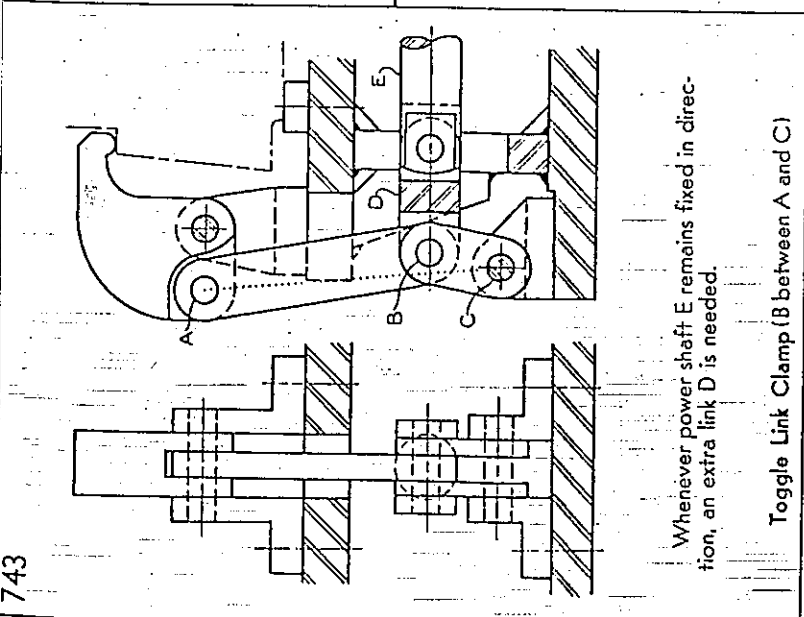 743
A
B
C
D
E
Whenever power shaft E remains fixed in direc-
tion, an extra link D is needed.
Toggle Link Clamp (B between A and C)